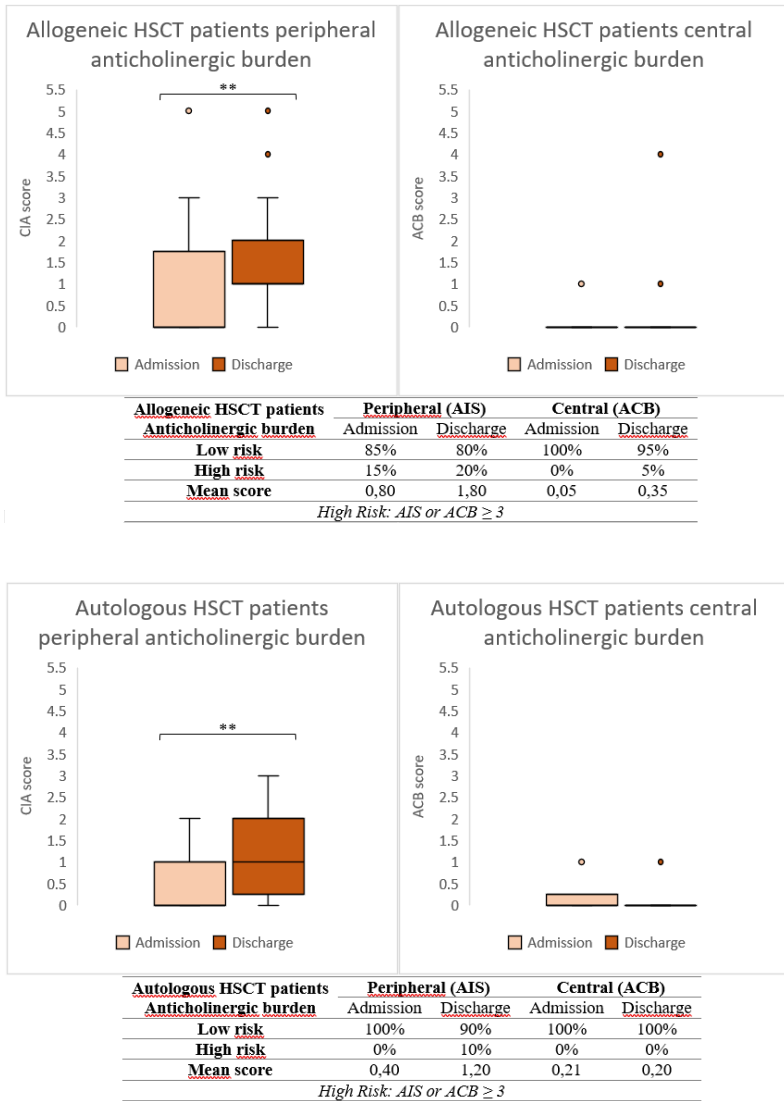 Allogeneic HSCT patients peripheral
anticholinergic burden
5.5
5
4.5
4
3.5
3
2.5
2
1.5
1
0.5
0
CIA score
**
Admission Discharge
Allogeneic HSCT patients central
anticholinergic burden
5.5
5
4.5
4
3.5
3
2.5
2
1.5
1
0.5
0
ACB score
Admission Discharge
Allogeneic HSCT patients Peripheral (AIS) Central (ACB)
Anticholinergic burden Admission Discharge Admission Discharge
Low risk 85% 80% 100% 95%
High risk 15% 20% 0% 5%
Mean score 0,80 1,80 0,05 0,35
High Risk: AIS or ACB ≥ 3
Autologous HSCT patients
peripheral anticholinergic burden
5.5
5
4.5
4
3.5
3
2.5
2
1.5
1
0.5
0
CIA score
**
Admission Discharge
Autologous HSCT patients central
anticholinergic burden
5.5
5
4.5
4
3.5
3
2.5
2
1.5
1
0.5
0
ACB score
Admission Discharge
Autologous HSCT patients Peripheral (AIS) Central (ACB)
Anticholinergic burden Admission Discharge Admission Discharge
Low risk 100% 90% 100% 100%
High risk 0% 10% 0% 0%
Mean score 0,40 1,20 0,21 0,20
High Risk: AIS or ACB ≥ 3